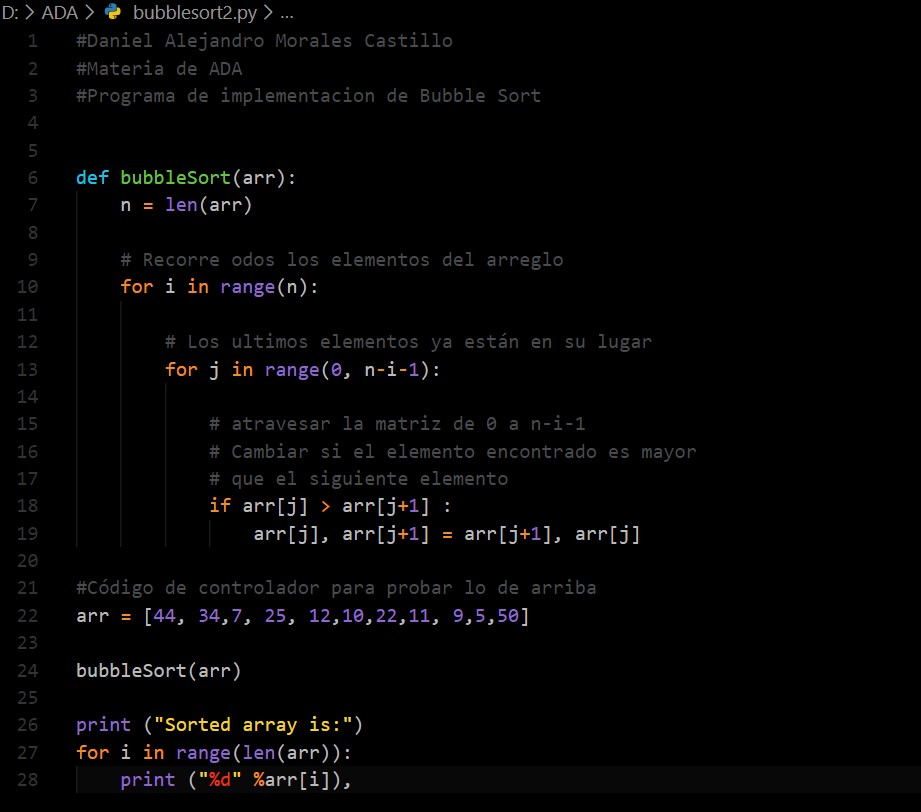 D: > ADA > bubblesort2.py > ...
1 #Daniel Alejandro Morales Castillo
2 #Materia de ADA
3 #Programa de implementacion de Bubble Sort
4
5
6 def bubbleSort(arr):
7     n = len(arr)
8
9     # Recorre odos los elementos del arreglo
10     for i in range(n):
11
12         # Los ultimos elementos ya están en su lugar
13         for j in range(0, n-i-1):
14
15             # atravesar la matriz de 0 a n-i-1
16             # Cambiar si el elemento encontrado es mayor
17             # que el siguiente elemento
18             if arr[j] > arr[j+1] :
19                 arr[j], arr[j+1] = arr[j+1], arr[j]
20
21 #Código de controlador para probar lo de arriba
22 arr = [44, 34,7, 25, 12,10,22,11, 9,5,50]
23
24 bubbleSort(arr)
25
26 print ("Sorted array is:")
27 for i in range(len(arr)):
28     print ("%d" %arr[i]),